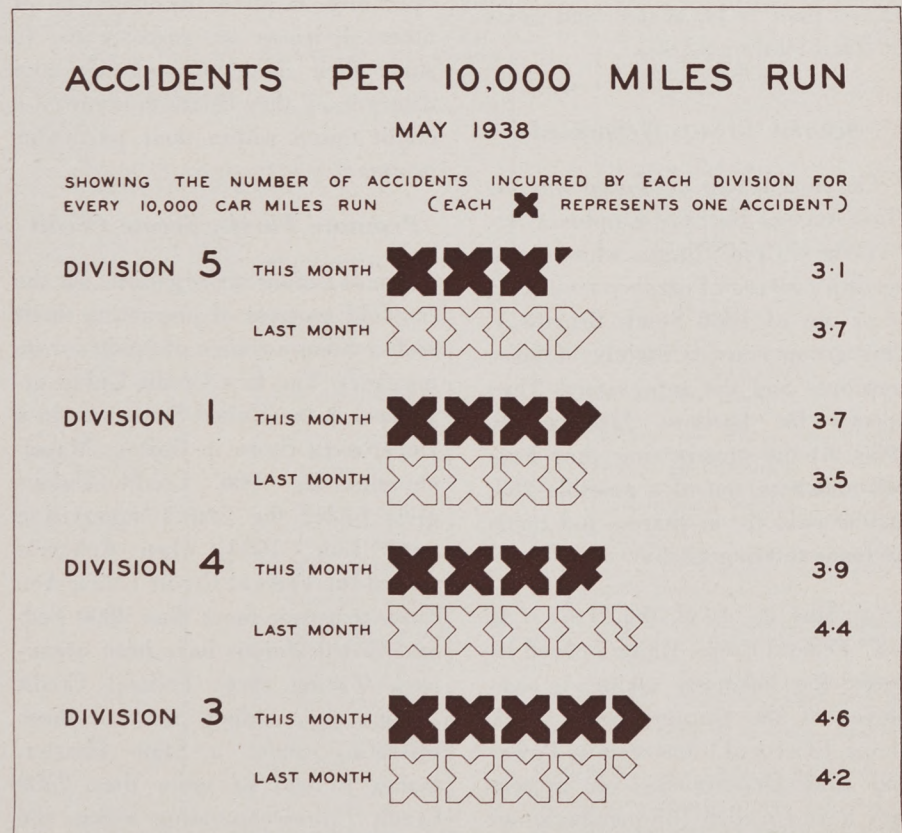 ACCIDENTS PER 10,000 MILES RUN
MAY 1938
SHOWING THE NUMBER OF ACCIDENTS INCURRED BY EACH DIVISION FOR
EVERY 10,000 CAR MILES RUN (EACH REPRESENTS ONE ACCIDENT)
DIVISION 5 THIS MONTH 3·1
LAST MONTH 3·7
DIVISION 1 THIS MONTH 3·7
LAST MONTH 3·5
DIVISION 4 THIS MONTH 3·9
LAST MONTH 4·4
DIVISION 3 THIS MONTH 4·6
LAST MONTH 4·2